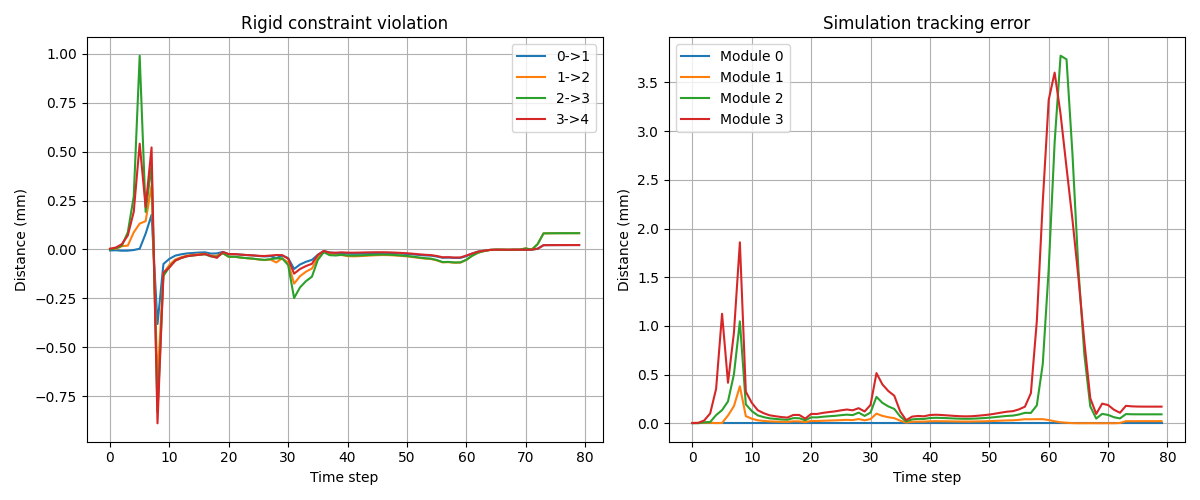 Rigid constraint violation
Distance (mm)
1.00
0.75
0.50
0.25
0.00
−0.25
−0.50
−0.75
0->1
1->2
2->3
3->4
0 10 20 30 40 50 60 70 80
Time step
Simulation tracking error
Distance (mm)
3.5
3.0
2.5
2.0
1.5
1.0
0.5
0.0
Module 0
Module 1
Module 2
Module 3
0 10 20 30 40 50 60 70 80
Time step